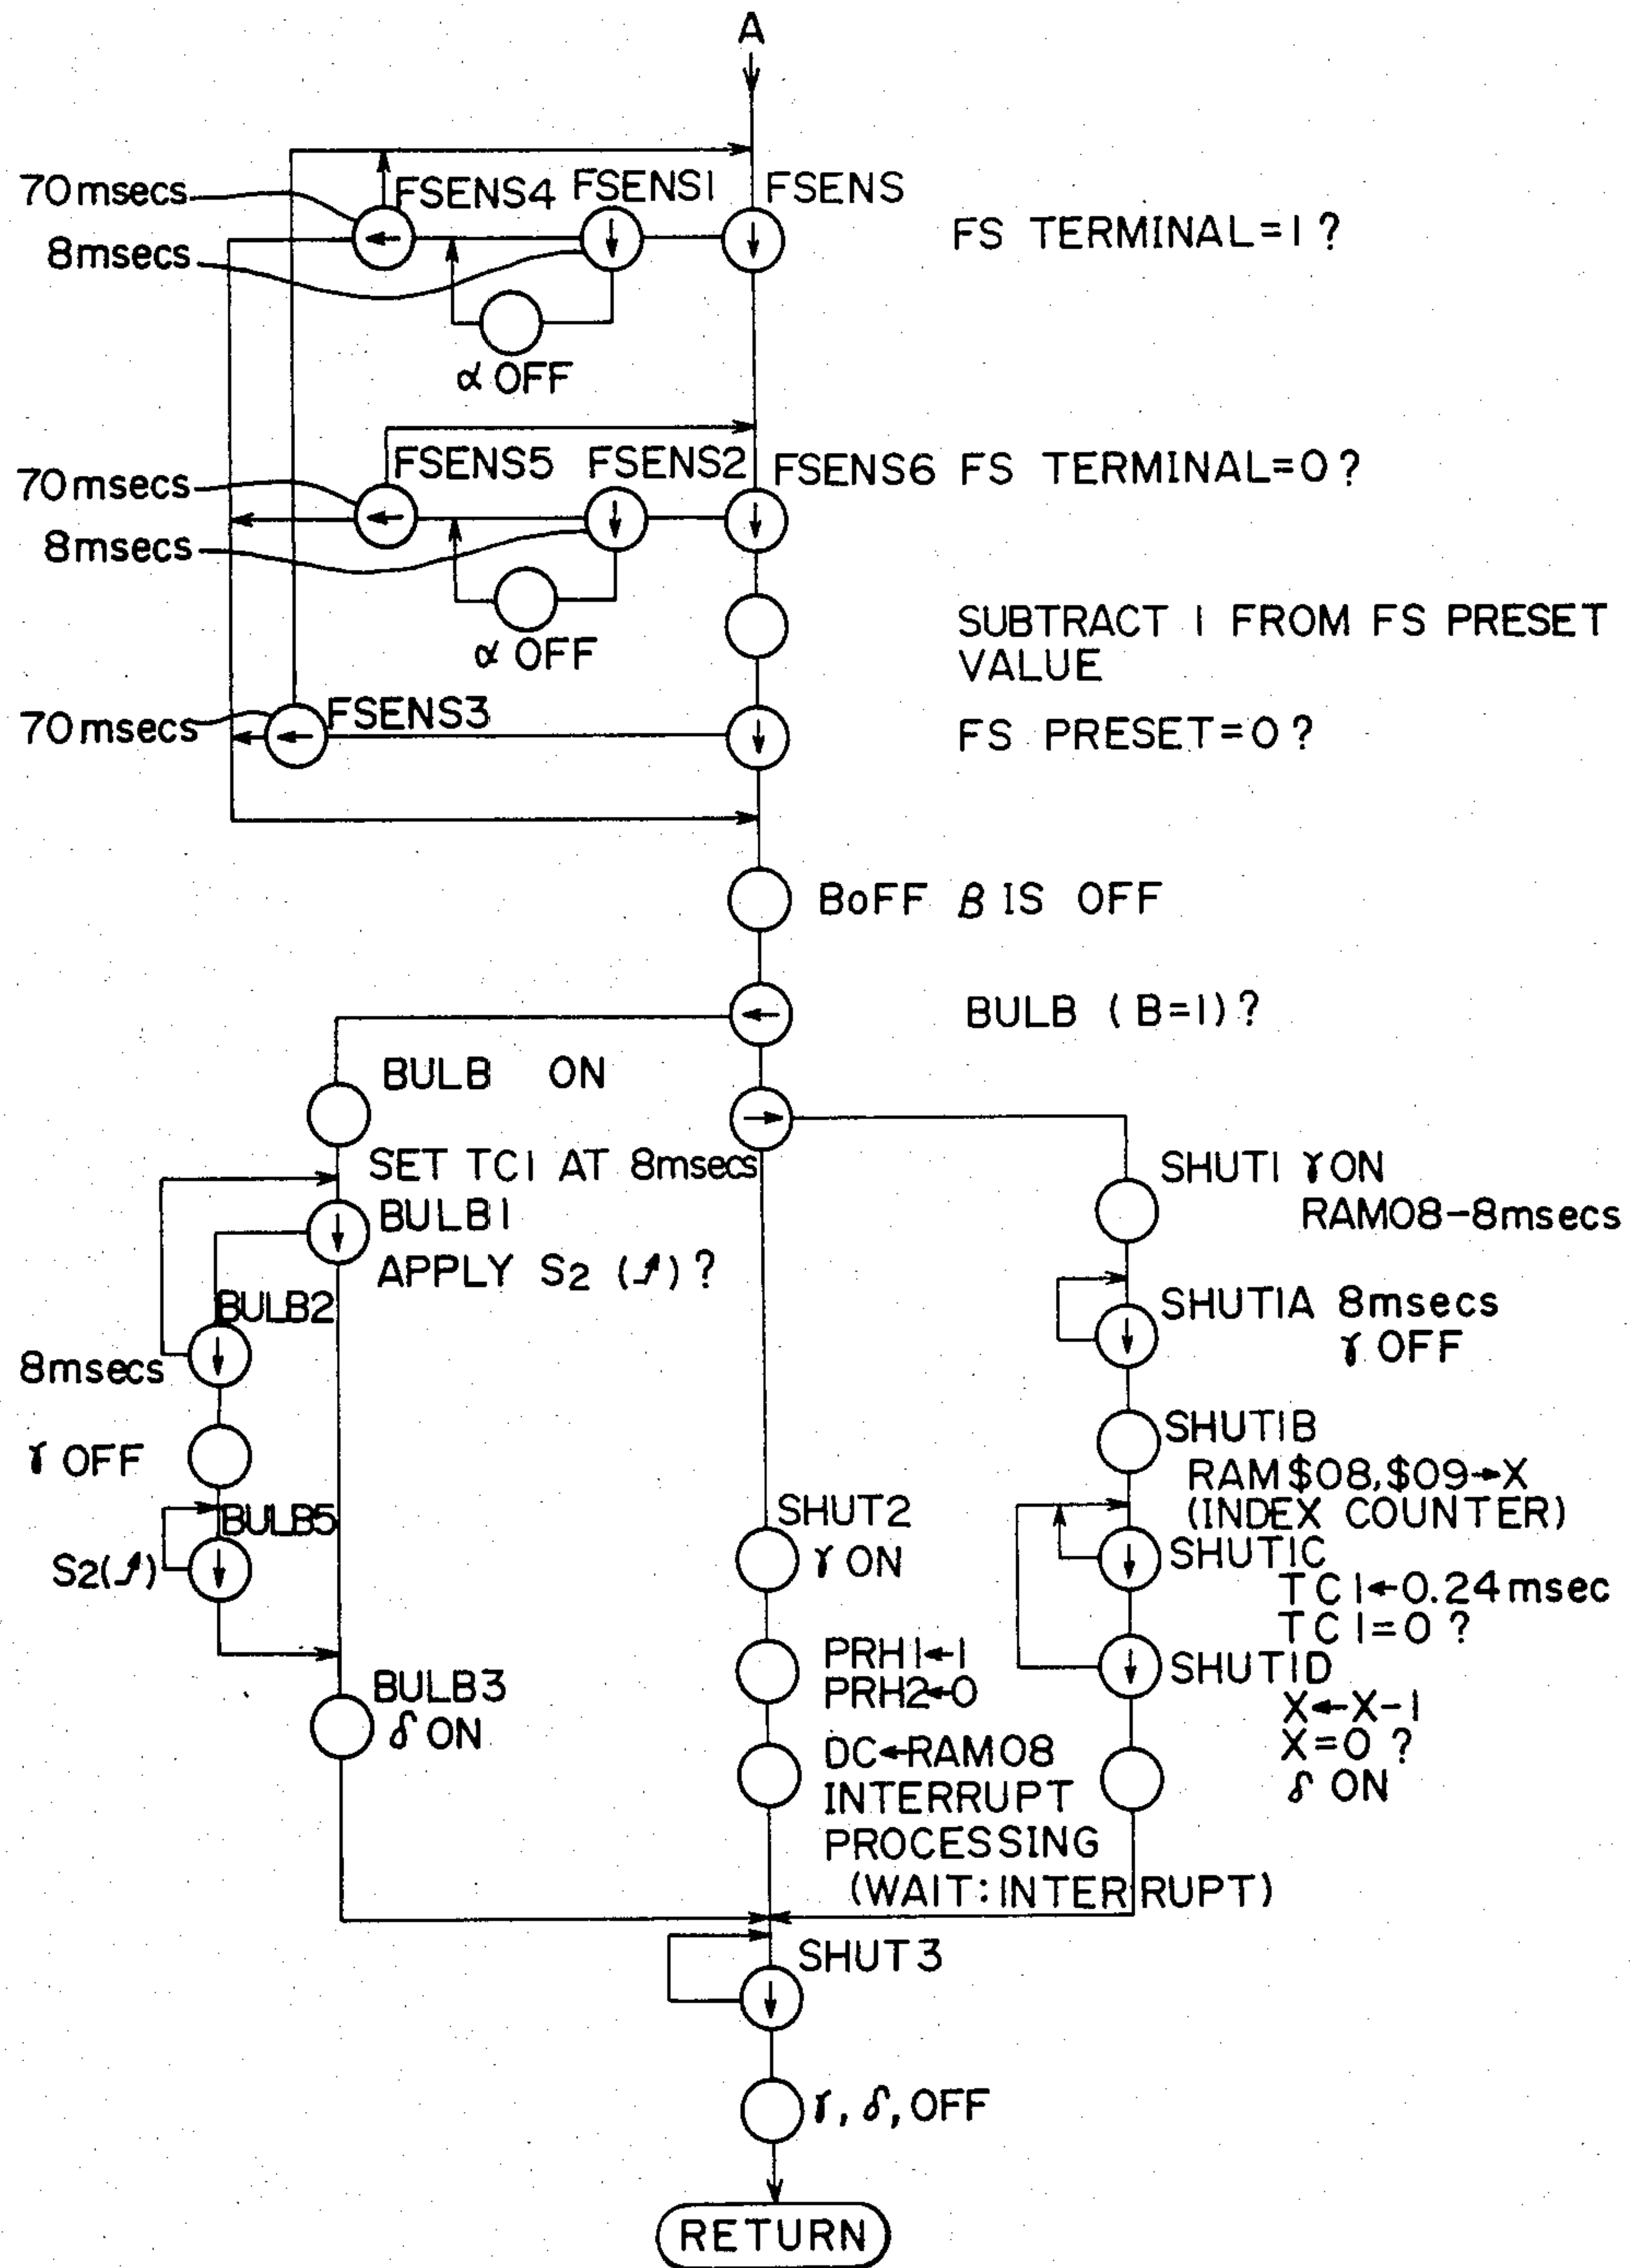 A
70msecs
FSENS4
FSENS1
FSENS
FS TERMINAL=1?
8msecs
α OFF
FSENS5
FSENS2
FSENS6 FS TERMINAL=0?
70msecs
8msecs
α OFF
SUBTRACT 1 FROM FS PRESET
VALUE
70msecs
FSENS3
FS PRESET=0?
BoFF β IS OFF
BULB (B=1)?
BULB ON
SET TC1 AT 8msecs
BULB1
APPLY S2 (⤴)?
BULB2
8msecs
γ OFF
BULB5
S2(⤴)
BULB3
δ ON
SHUT2
γ ON
PRH1←1
PRH2←0
DC←RAM08
INTERRUPT
PROCESSING
(WAIT:INTERRUPT)
SHUT1 γ ON
RAM08-8msecs
SHUT1A 8msecs
γ OFF
SHUT1B
RAM$08,$09→X
(INDEX COUNTER)
SHUT1C
TC1←0.24msec
TC1=0?
SHUT1D
X←X-1
X=0?
δ ON
SHUT3
γ, δ, OFF
RETURN